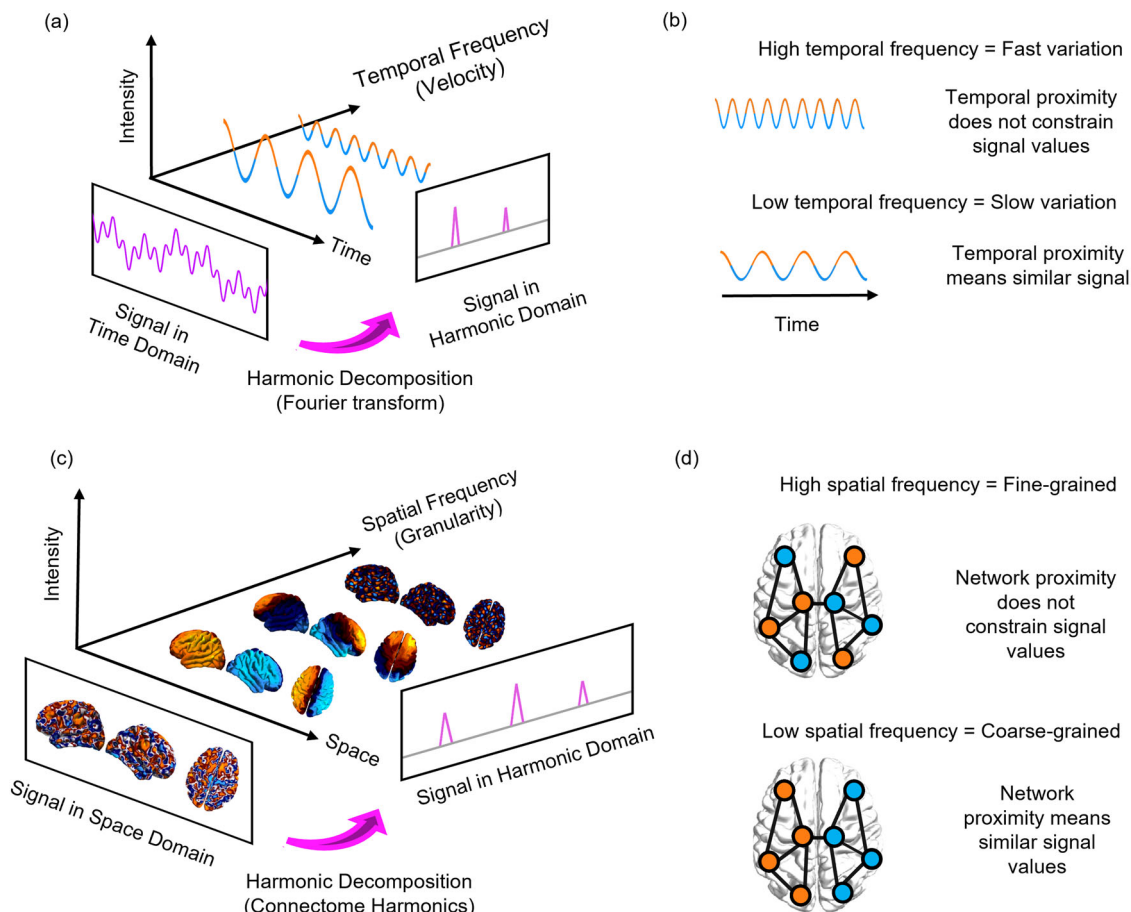 (a)
Intensity
Temporal Frequency
(Velocity)
Time
Signal in
Time Domain
Signal in
Harmonic Domain
Harmonic Decomposition
(Fourier transform)
(b)
High temporal frequency = Fast variation
Temporal proximity
does not constrain
signal values
Low temporal frequency = Slow variation
Temporal proximity
means similar signal
Time
(c)
Intensity
Spatial Frequency
(Granularity)
Space
Signal in Space Domain
Signal in Harmonic Domain
Harmonic Decomposition
(Connectome Harmonics)
(d)
High spatial frequency = Fine-grained
Network proximity
does not
constrain signal
values
Low spatial frequency = Coarse-grained
Network
proximity means
similar signal
values